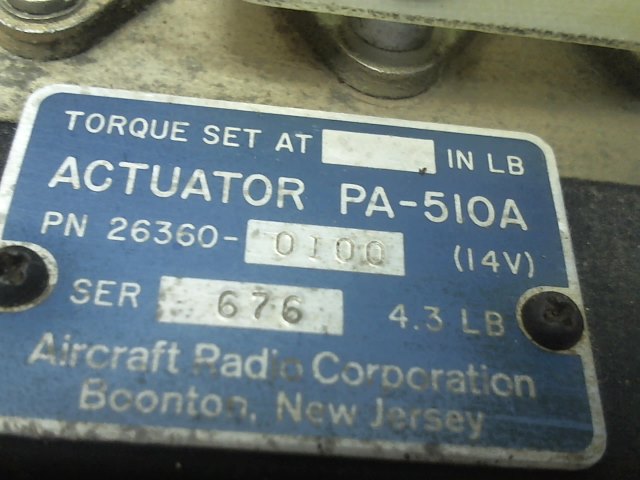 TORQUE SET AT IN LB
ACTUATOR PA-510A
PN 26360-0100 (14V)
SER 676 4.3 LB
Aircraft Radio Corporation
Boonton, New Jersey